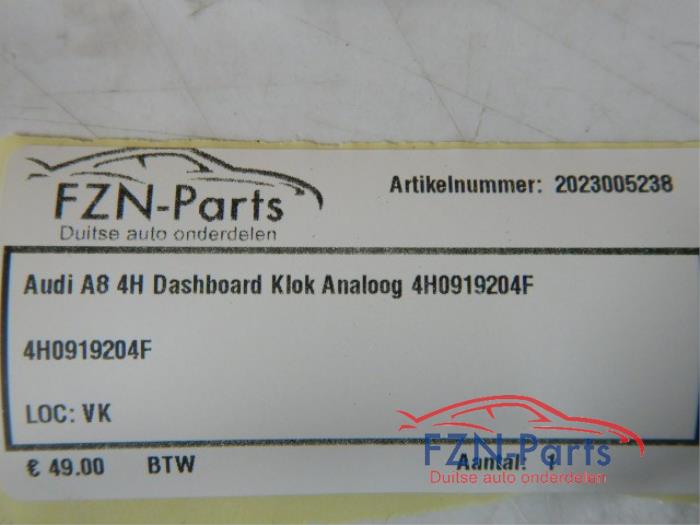 FZN-Parts
Duitse auto onderdelen
Artikelnummer: 2023005238
Audi A8 4H Dashboard Klok Analoog 4H0919204F
4H0919204F
LOC: VK
€ 49.00 BTW Aantal: 1
FZN-Parts
Duitse auto onderdelen